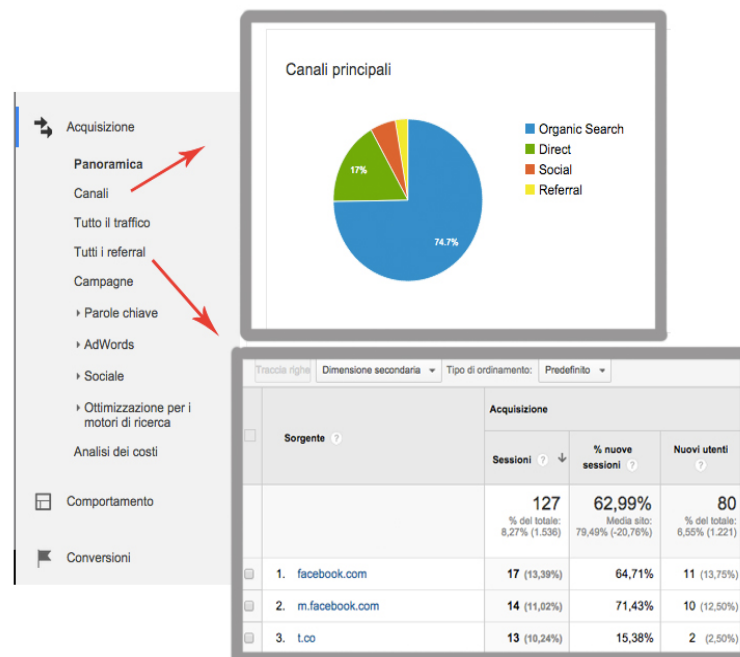 Canali principali
Organic Search
Direct
Social
Referral
17%
74.7%
Acquisizione
Panoramica
Canali
Tutto il traffico
Tutti i referral
Campagne
Parole chiave
AdWords
Sociale
Ottimizzazione per i
motori di ricerca
Analisi dei costi
Comportamento
Conversioni
Traccia righe Dimensione secondaria Tipo di ordinamento: Predefinito
Acquisizione
Sorgente ?
Sessioni ? % nuove sessioni ? Nuovi utenti ?
127 62,99% 80
% del totale: Media sito: % del totale:
8,27% (1.536) 79,49% (-20,76%) 6,55% (1.221)
1. facebook.com 17 (13,39%) 64,71% 11 (13,75%)
2. m.facebook.com 14 (11,02%) 71,43% 10 (12,50%)
3. t.co 13 (10,24%) 15,38% 2 (2,50%)